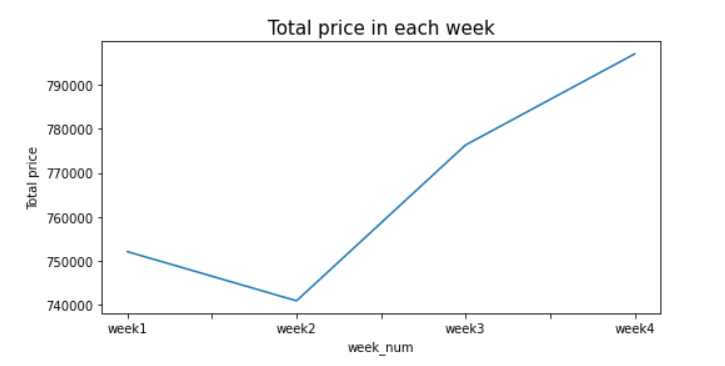 Total price in each week
790000
780000
770000
760000
750000
740000
Total price
week1 week2 week3 week4
week_num